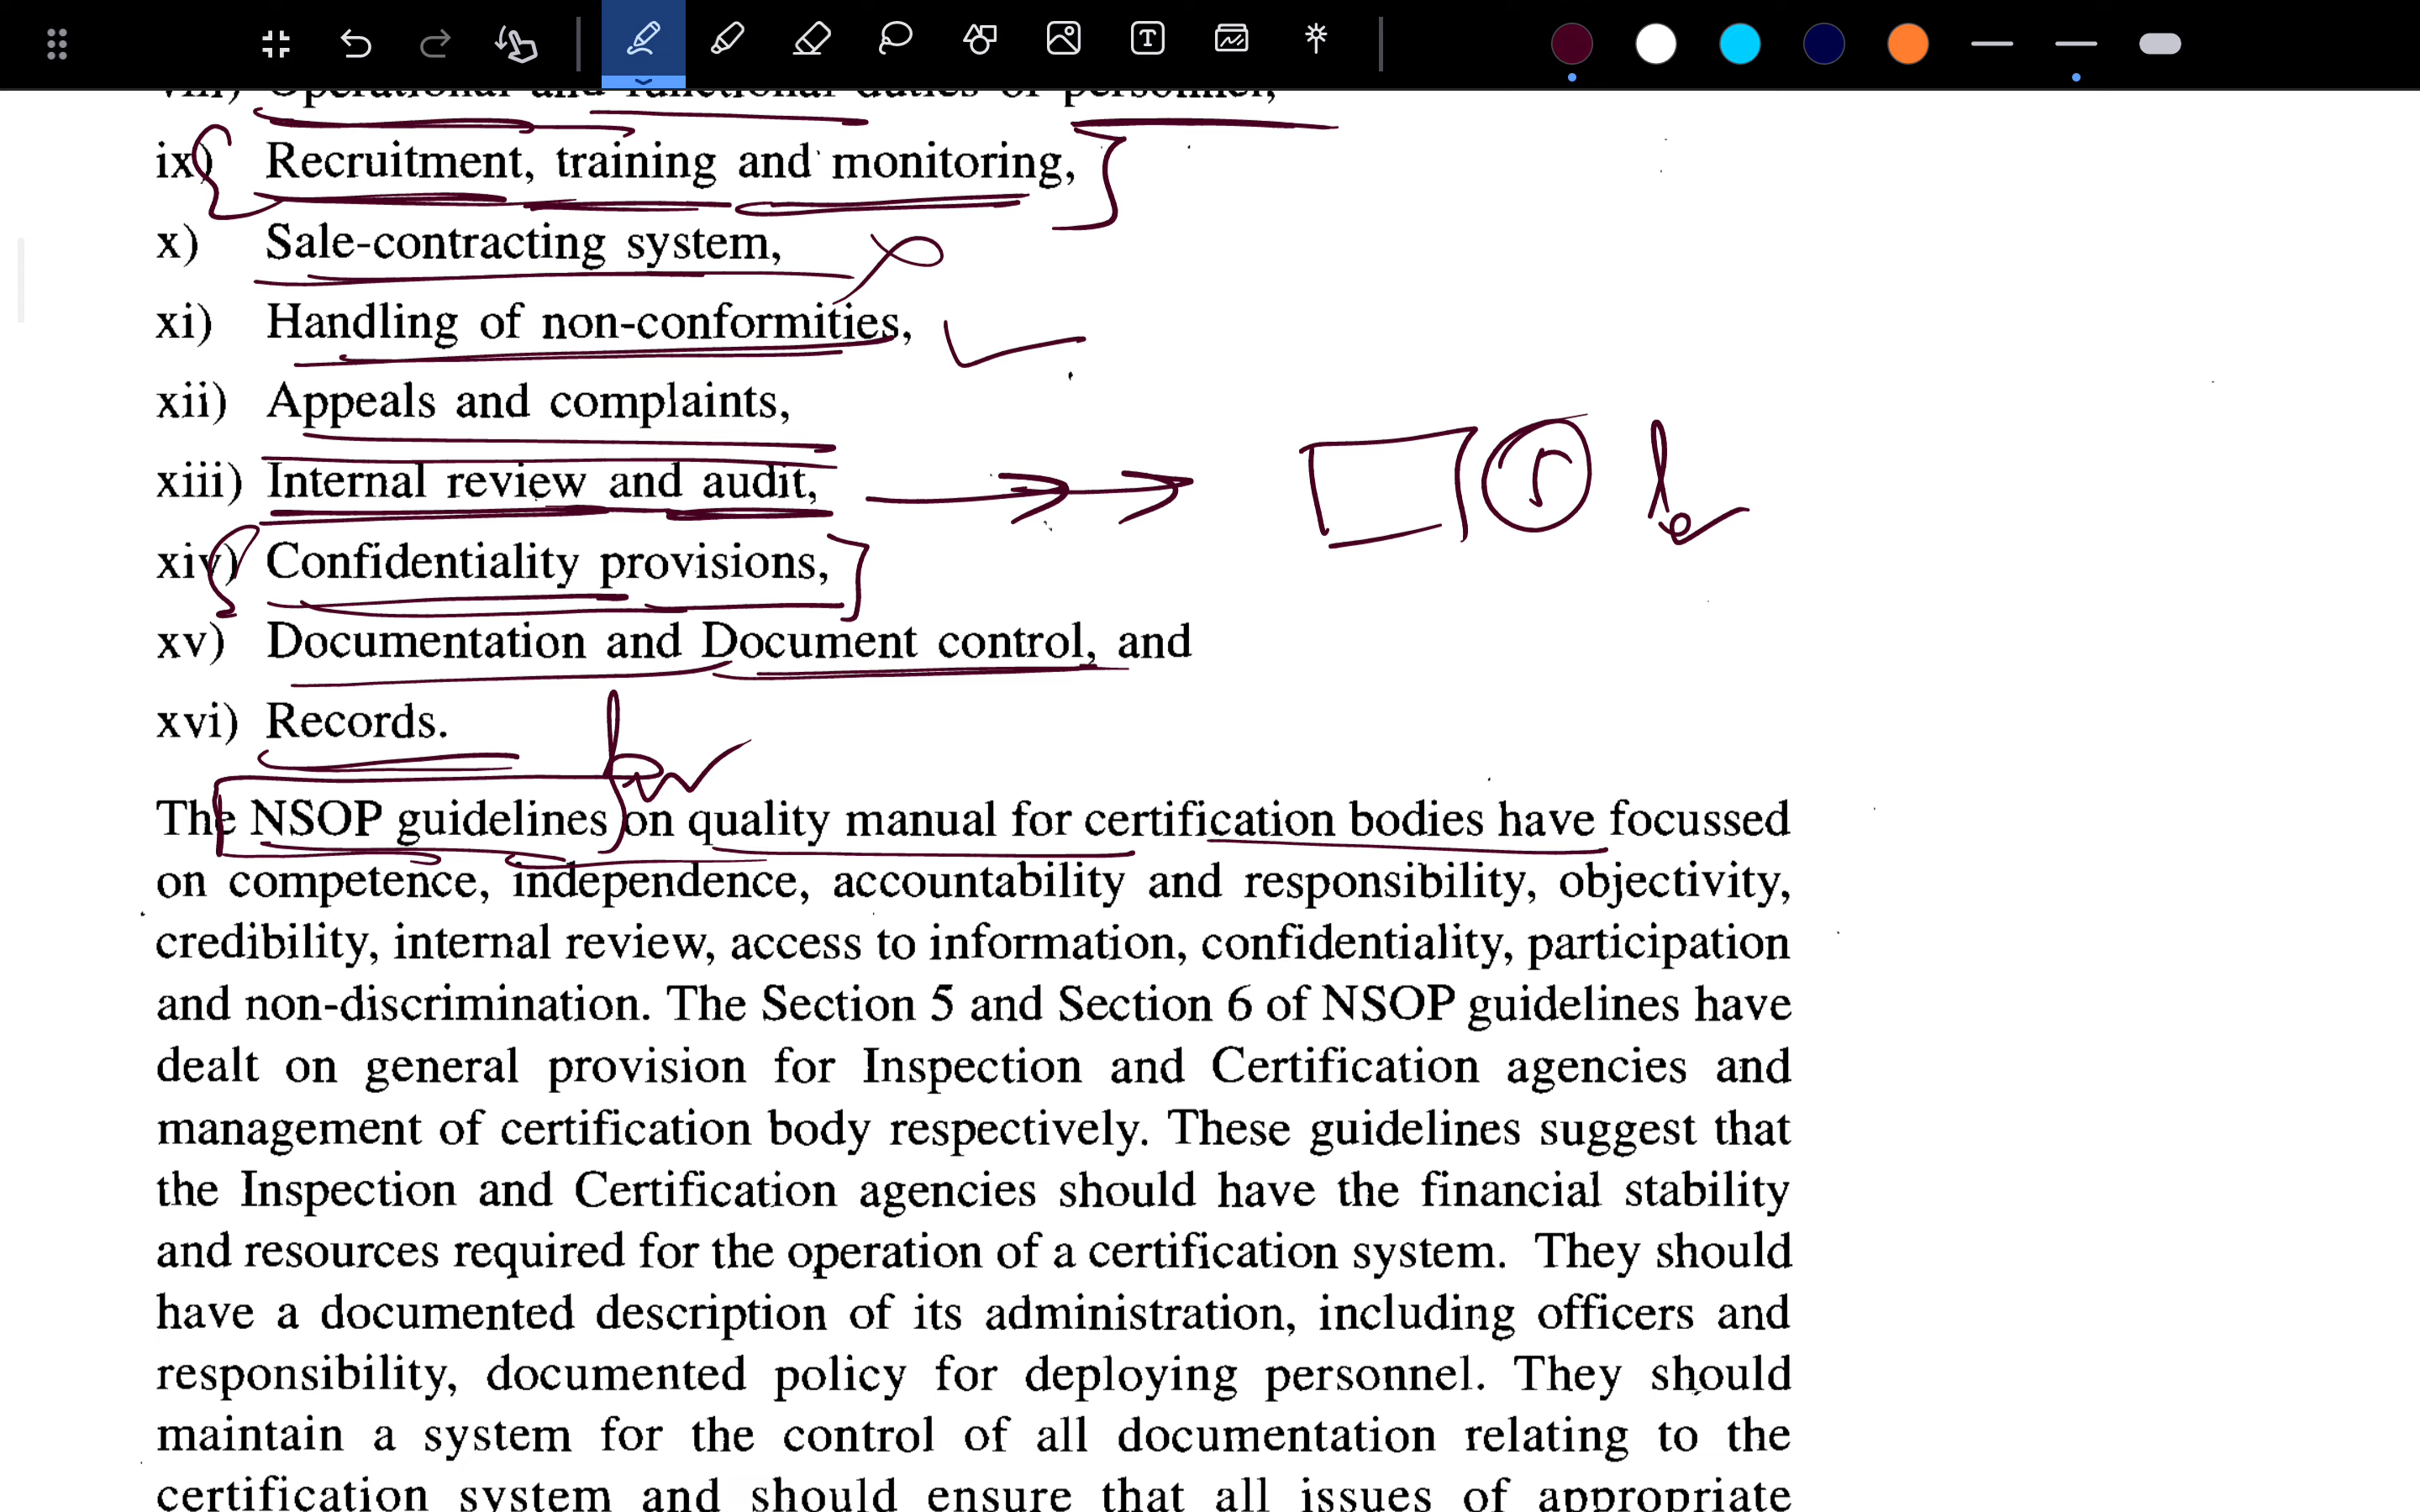 viii) Operational and functional duties of personnel,
ix) Recruitment, training and monitoring,
x) Sale-contracting system,
xi) Handling of non-conformities,
xii) Appeals and complaints,
xiii) Internal review and audit,
xiv) Confidentiality provisions,
xv) Documentation and Document control, and
xvi) Records.
The NSOP guidelines on quality manual for certification bodies have focussed
on competence, independence, accountability and responsibility, objectivity,
credibility, internal review, access to information, confidentiality, participation
and non-discrimination. The Section 5 and Section 6 of NSOP guidelines have
dealt on general provision for Inspection and Certification agencies and
management of certification body respectively. These guidelines suggest that
the Inspection and Certification agencies should have the financial stability
and resources required for the operation of a certification system. They should
have a documented description of its administration, including officers and
responsibility, documented policy for deploying personnel. They should
maintain a system for the control of all documentation relating to the
certification system and should ensure that all issues of appropriate